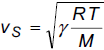 v_S = √(γ RT/M)